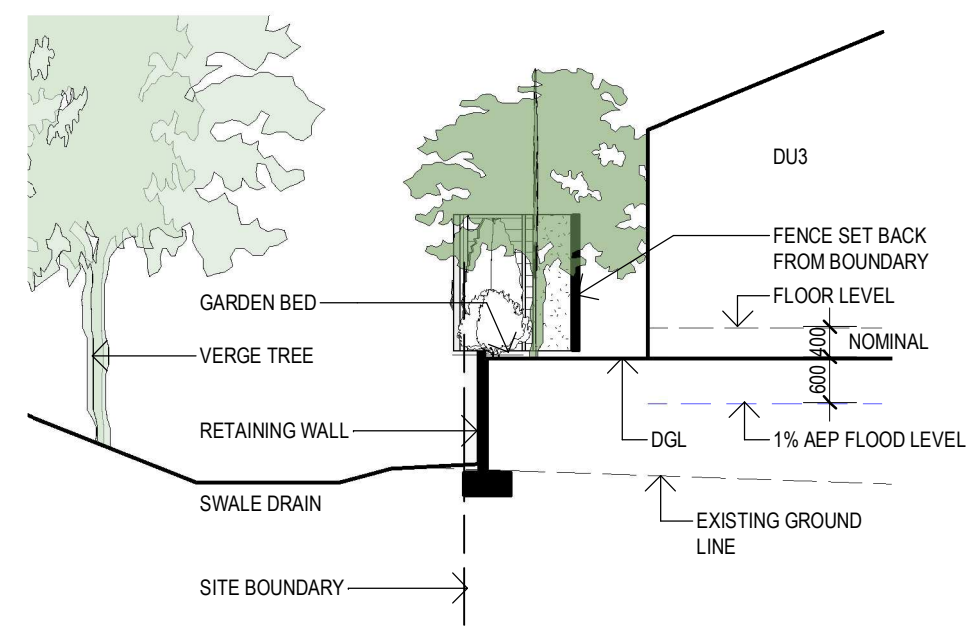 DU3
FENCE SET BACK
FROM BOUNDARY
FLOOR LEVEL
GARDEN BED
400
NOMINAL
VERGE TREE
600
RETAINING WALL
DGL
1% AEP FLOOD LEVEL
SWALE DRAIN
EXISTING GROUND
LINE
SITE BOUNDARY